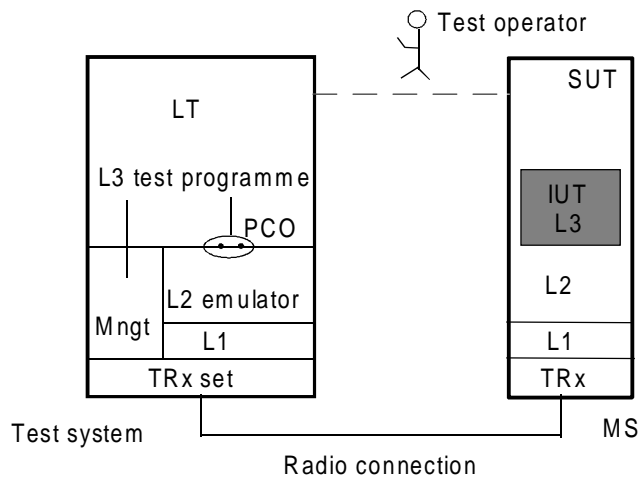 Test operator
SUT
LT
L3 test programme
IUT
L3
PCO
L2 emulator
L2
Mngt
L1
L1
TRx set
TRx
Test system
MS
Radio connection